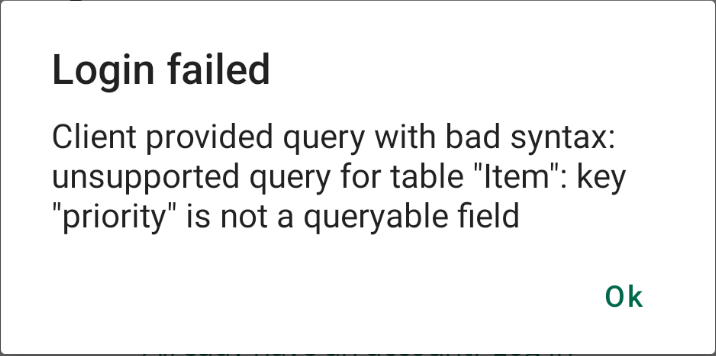 Login failed
Client provided query with bad syntax:
unsupported query for table "Item": key
"priority" is not a queryable field
Ok